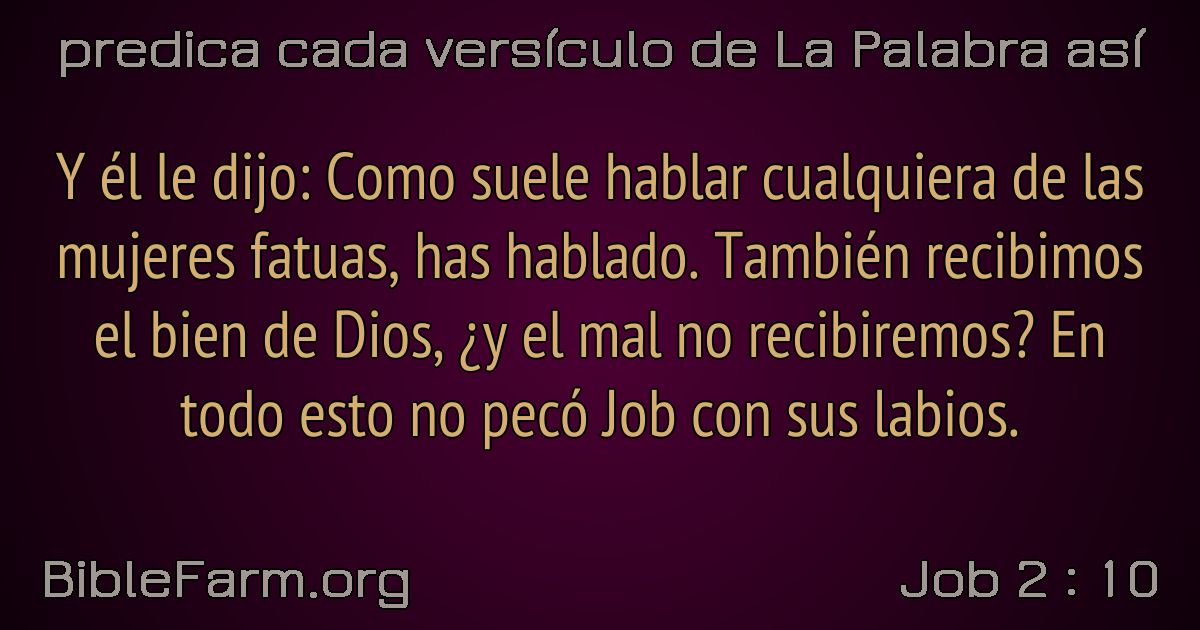 predica cada versículo de La Palabra así
Y él le dijo: Como suele hablar cualquiera de las
mujeres fatuas, has hablado. También recibimos
el bien de Dios, ¿y el mal no recibiremos? En
todo esto no pecó Job con sus labios.
BibleFarm.org
Job 2 : 10